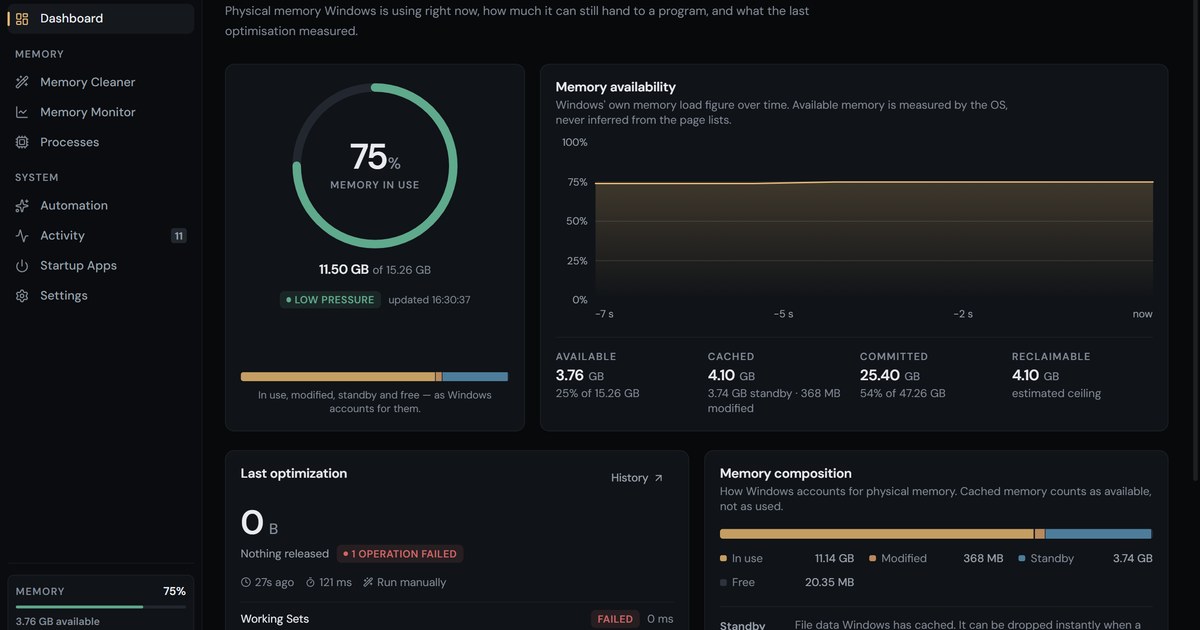 Dashboard
MEMORY
Memory Cleaner
Memory Monitor
Processes
SYSTEM
Automation
Activity
11
Startup Apps
Settings
MEMORY
75%
3.76 GB available
Physical memory Windows is using right now, how much it can still hand to a program, and what the last
optimisation measured.
75%
MEMORY IN USE
11.50 GB of 15.26 GB
LOW PRESSURE
updated 16:30:37
In use, modified, standby and free — as Windows
accounts for them.
Memory availability
Windows' own memory load figure over time. Available memory is measured by the OS,
never inferred from the page lists.
100%
75%
50%
25%
0%
-7 s
-5 s
-2 s
now
AVAILABLE
3.76 GB
25% of 15.26 GB
CACHED
4.10 GB
3.74 GB standby · 368 MB
modified
COMMITTED
25.40 GB
54% of 47.26 GB
RECLAIMABLE
4.10 GB
estimated ceiling
Last optimization
History
0 B
Nothing released
1 OPERATION FAILED
27s ago
121 ms
Run manually
Working Sets
FAILED
0 ms
Memory composition
How Windows accounts for physical memory. Cached memory counts as available,
not as used.
In use 11.14 GB
Modified 368 MB
Standby 3.74 GB
Free 20.35 MB
Standby
File data Windows has cached. It can be dropped instantly when a